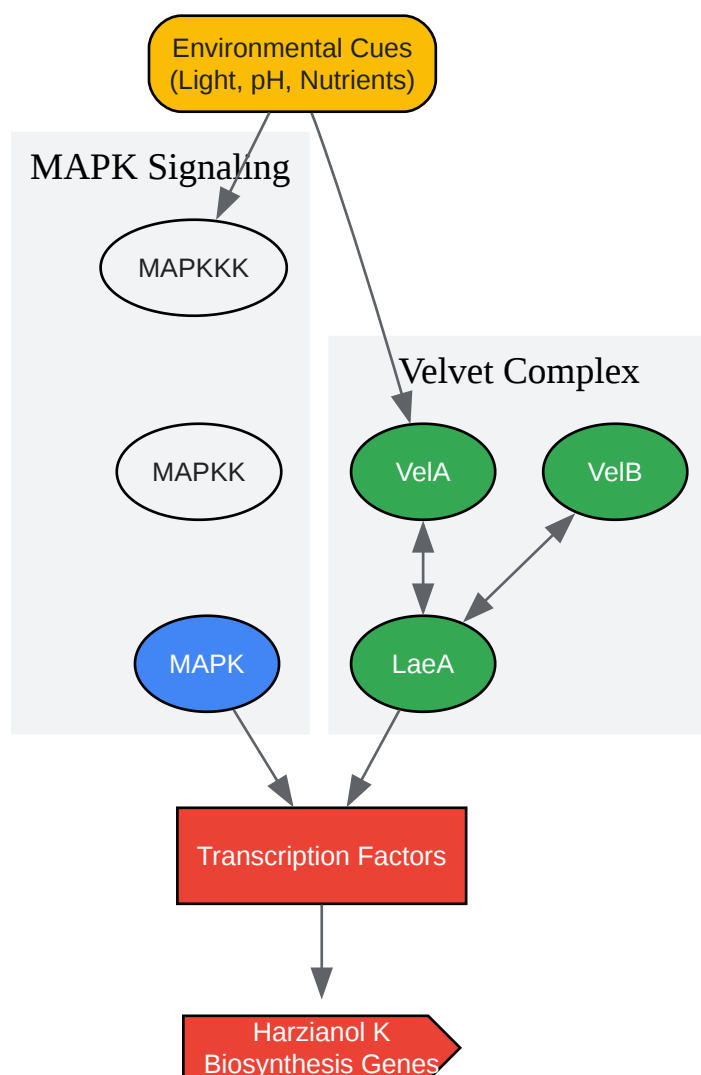 Environmental Cues
(Light, pH, Nutrients)
MAPK Signaling
MAPKKK
Velvet Complex
MAPKK
VelA
VelB
MAPK
LaeA
Transcription Factors
Harzianol K
Biosynthesis Genes